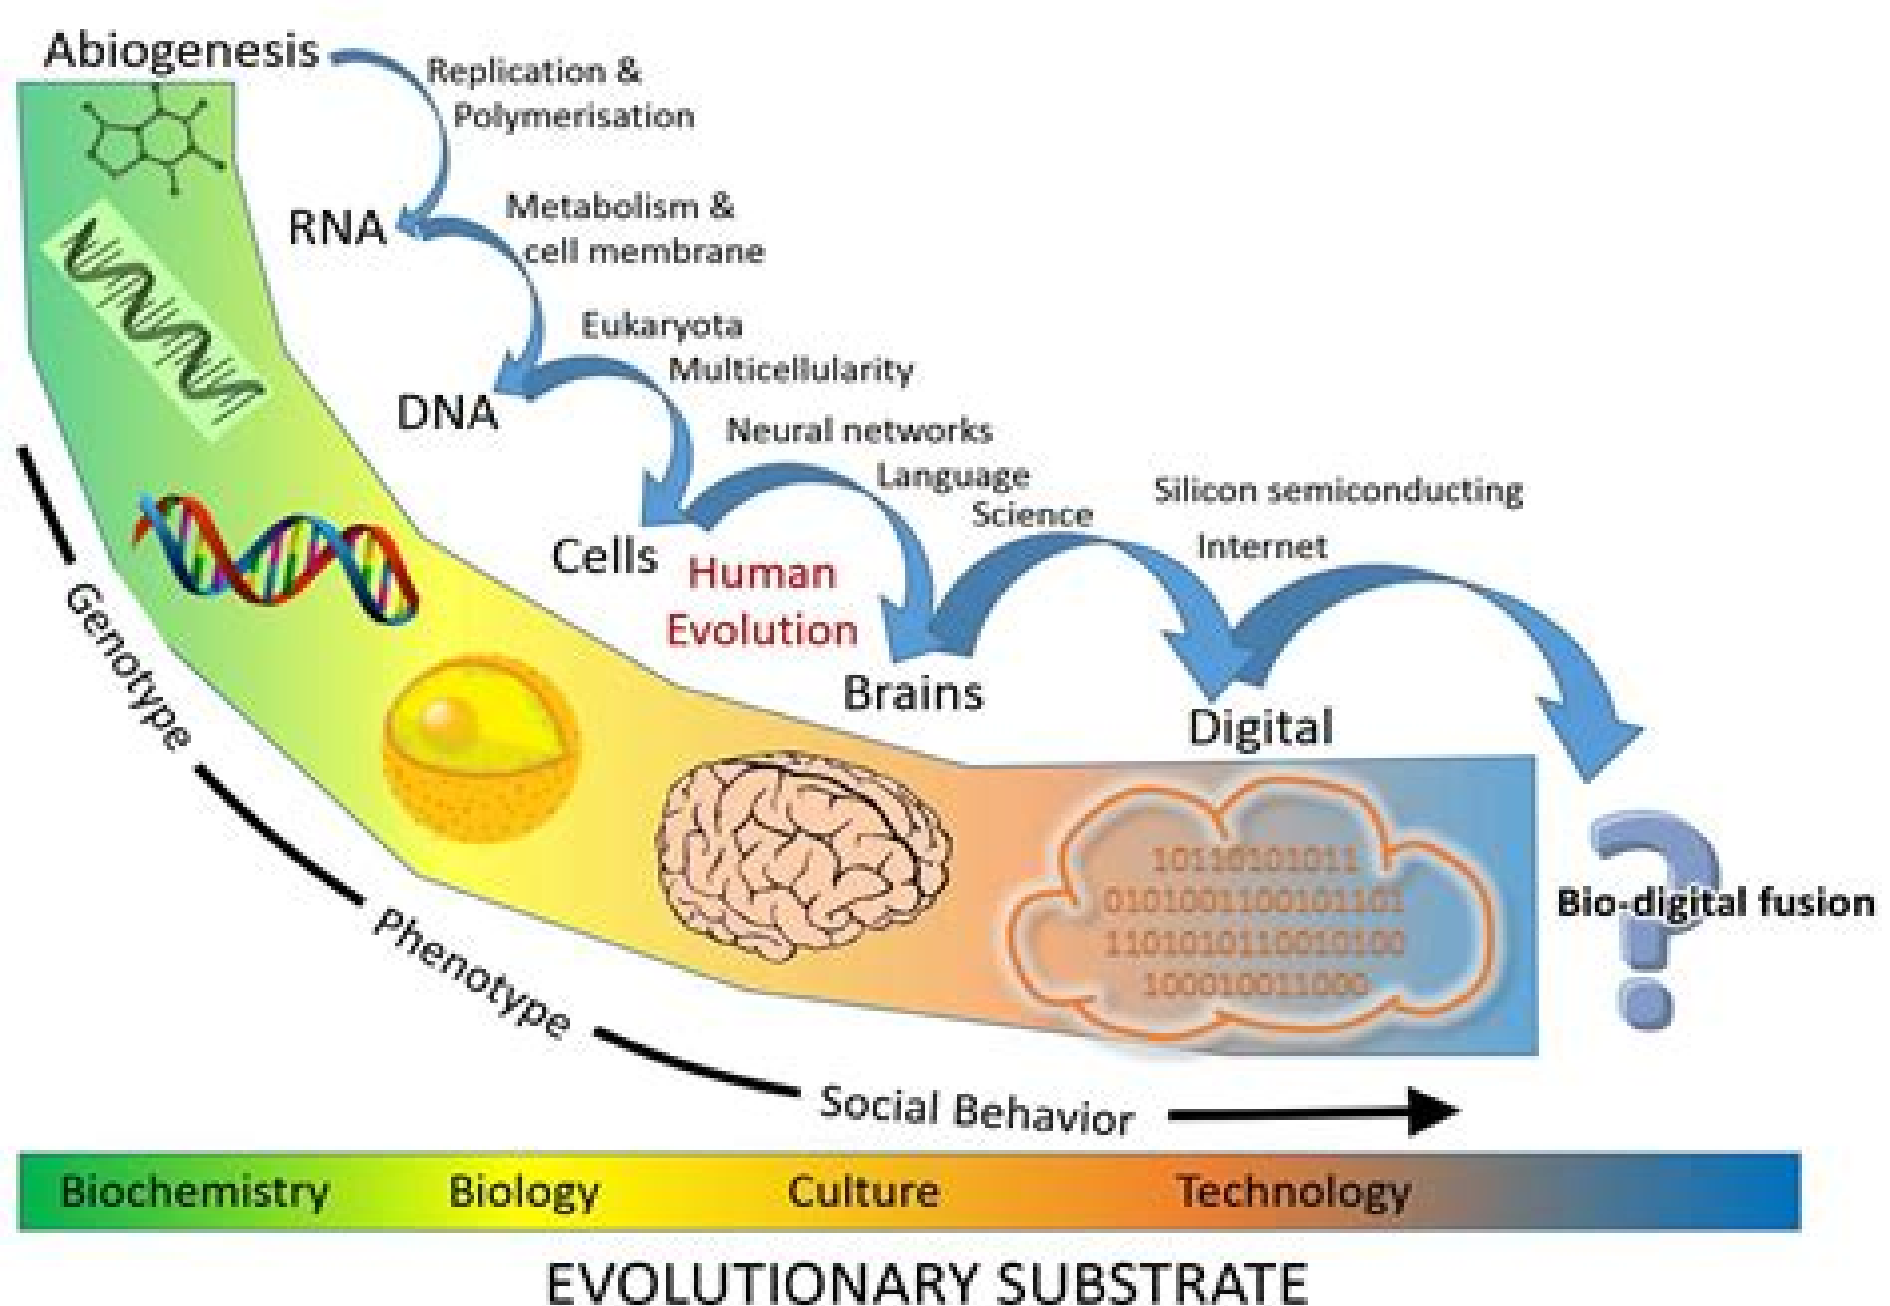 Abiogenesis
Replication &
Polymerisation
RNA
Metabolism &
cell membrane
Eukaryota
Multicellularity
DNA
Neural networks
Language
Science
Silicon semiconducting
Internet
Cells
Human
Evolution
Brains
Digital
10110101011
0101001100101101
1101010110010100
100010011000
Bio-digital fusion
?
Genotype
Phenotype
Social Behavior
Biochemistry
Biology
Culture
Technology
EVOLUTIONARY SUBSTRATE